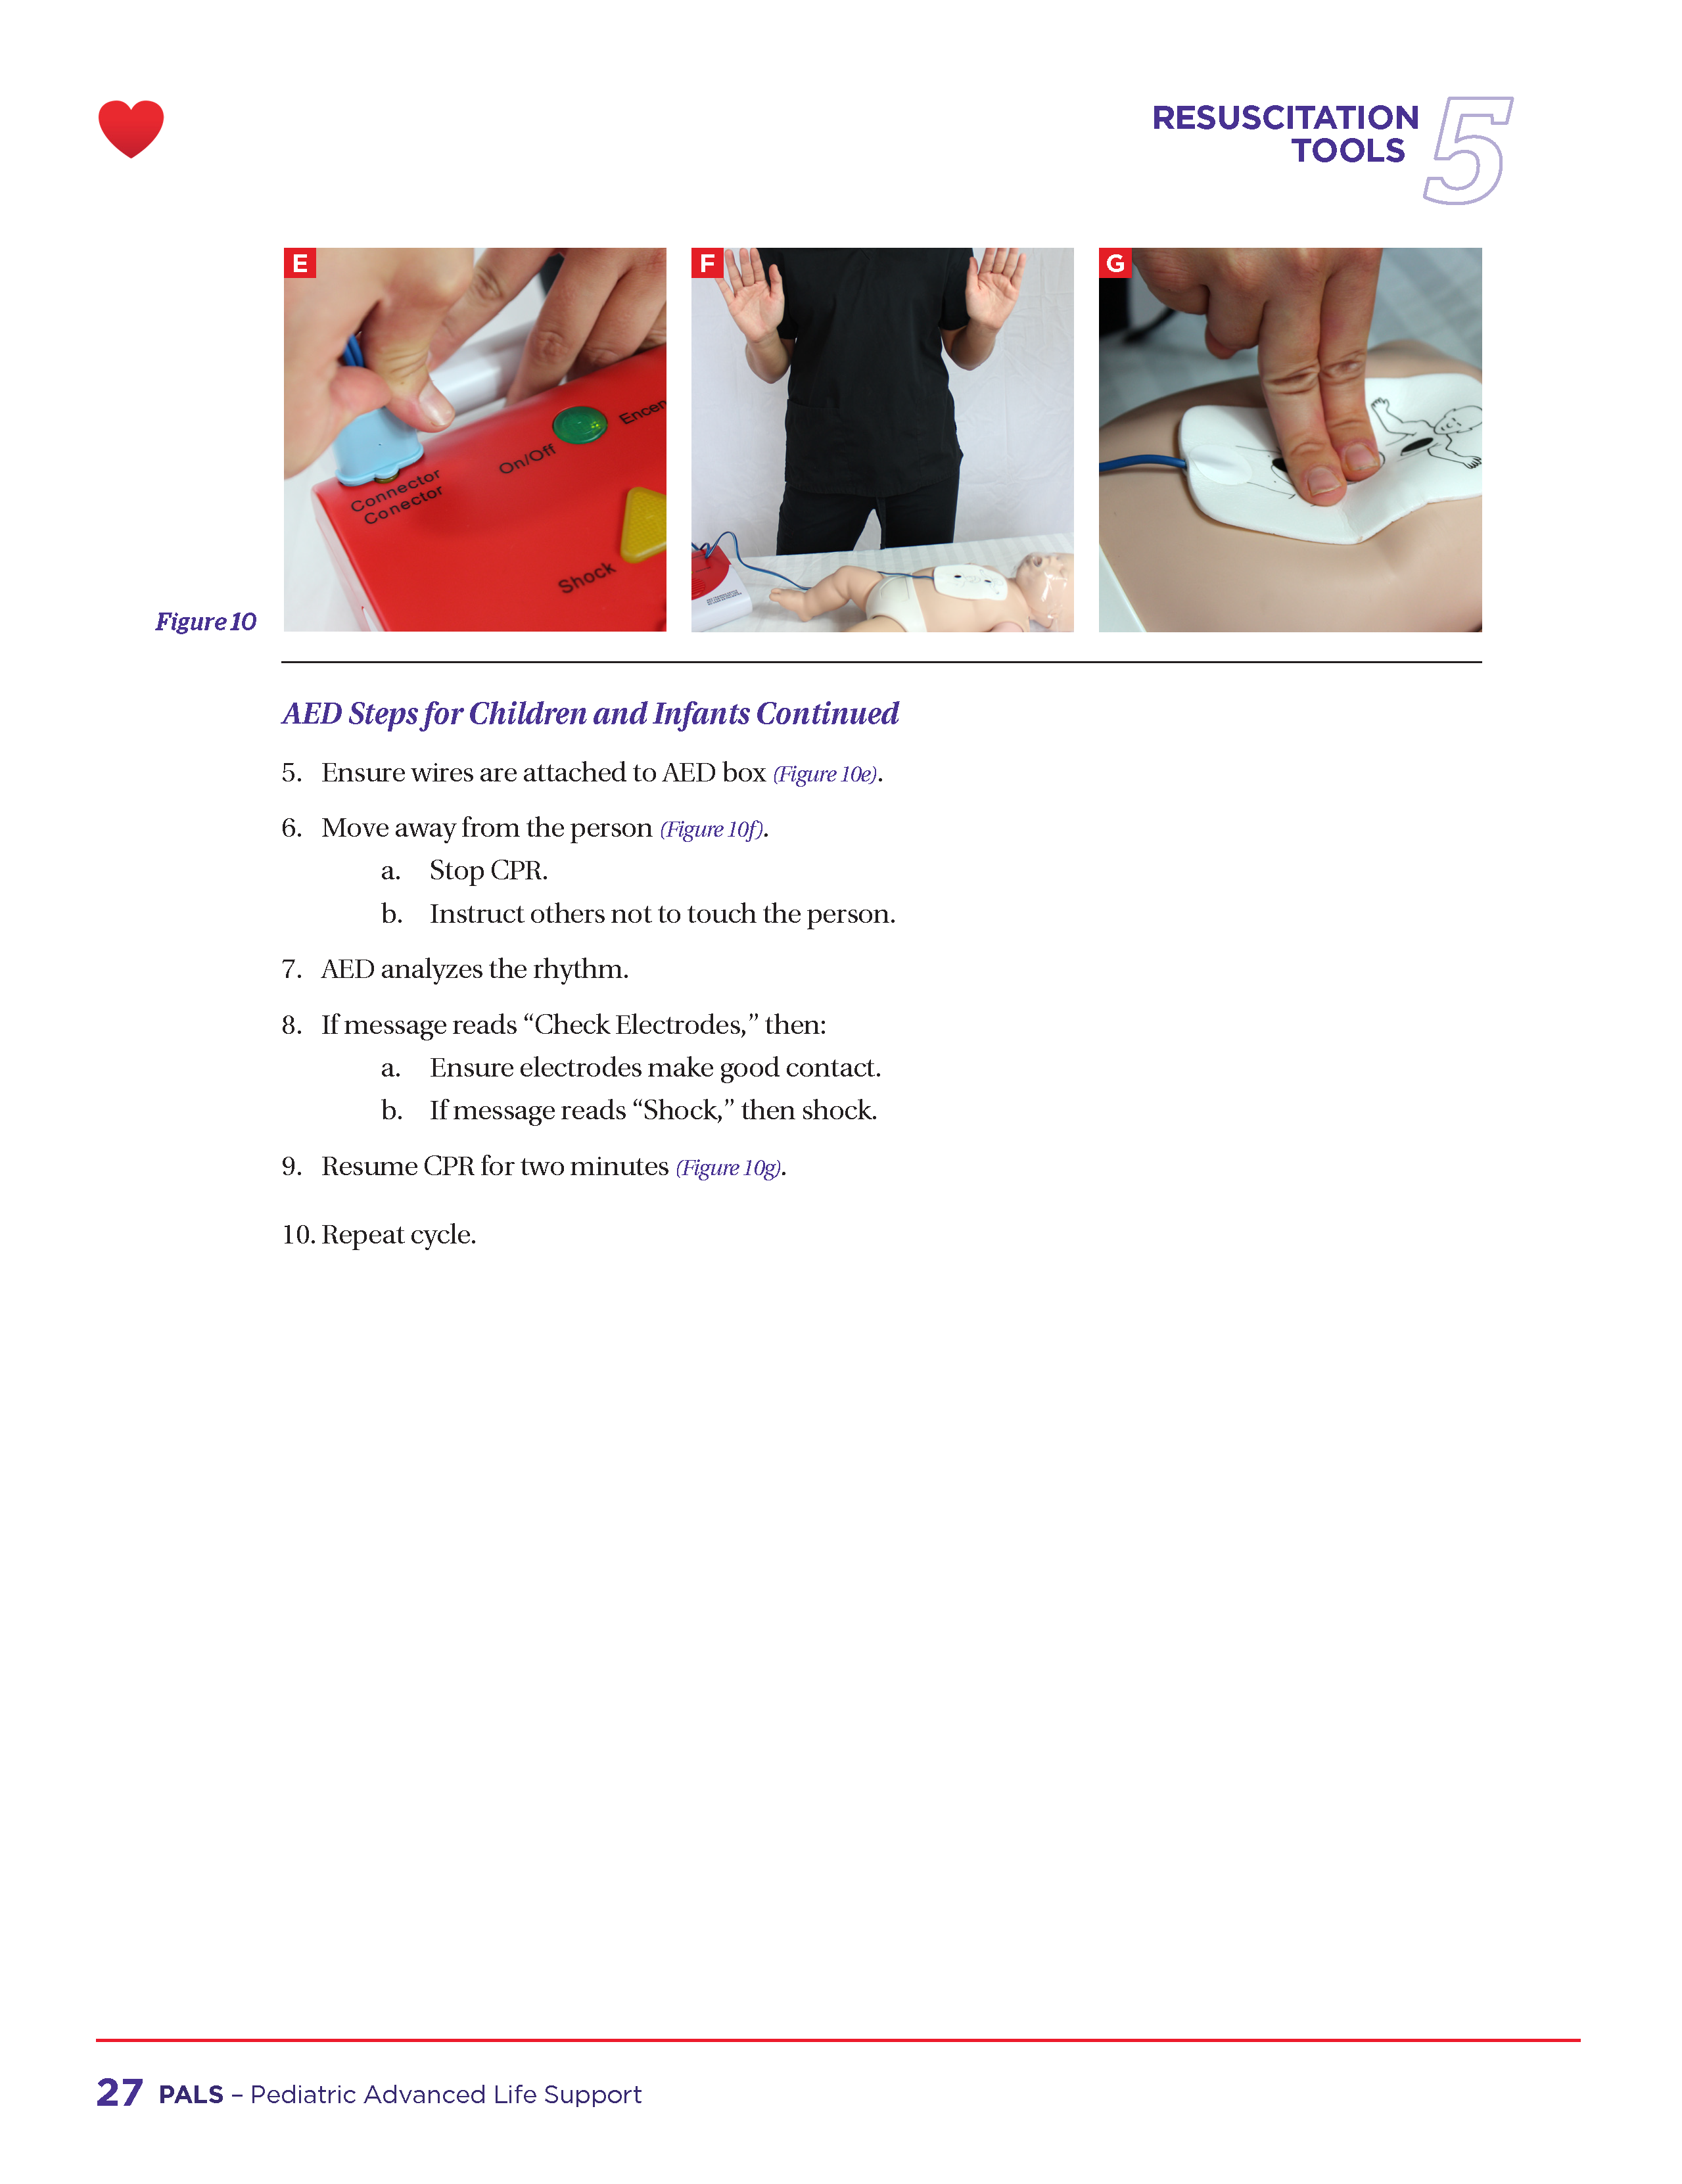 RESUSCITATION
TOOLS
5
E
F
G
Encen
On/Off
Connector
Conector
Shock
Figure 10
AED Steps for Children and Infants Continued
5. Ensure wires are attached to AED box (Figure 10e).
6. Move away from the person (Figure 10f).
a. Stop CPR.
b. Instruct others not to touch the person.
7. AED analyzes the rhythm.
8. If message reads “Check Electrodes,” then:
a. Ensure electrodes make good contact.
b. If message reads “Shock,” then shock.
9. Resume CPR for two minutes (Figure 10g).
10. Repeat cycle.
27 PALS – Pediatric Advanced Life Support